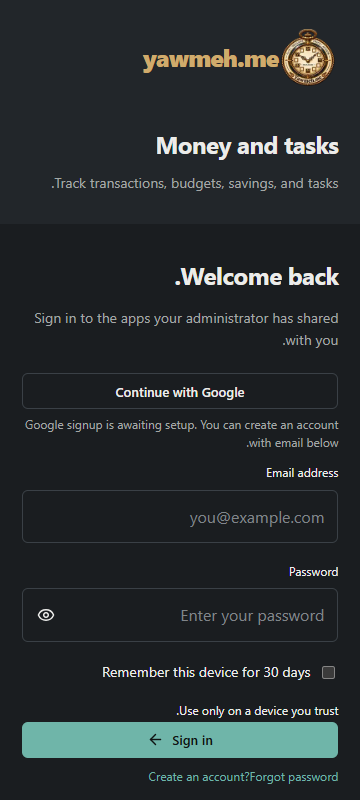 yawmeh.me
Money and tasks
.Track transactions, budgets, savings, and tasks
.Welcome back
Sign in to the apps your administrator has shared
.with you
Continue with Google
Google signup is awaiting setup. You can create an account
.with email below
Email address
you@example.com
Password
Enter your password
Remember this device for 30 days
.Use only on a device you trust
Sign in
Create an account?Forgot password